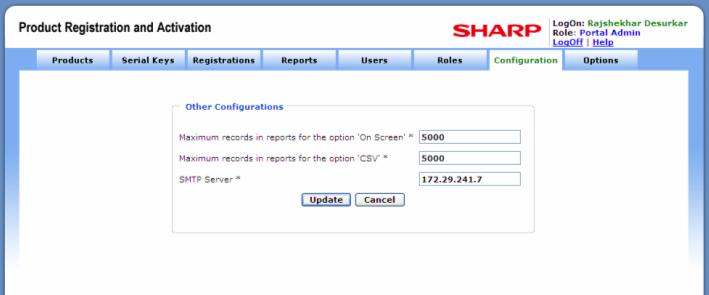 Product Registration and Activation
SHARP
LogOn: Rajshekhar Desurkar
Role: Portal Admin
LogOff | Help
Products Serial Keys Registrations Reports Users Roles Configuration Options
Other Configurations
Maximum records in reports for the option 'On Screen' * 5000
Maximum records in reports for the option 'CSV' * 5000
SMTP Server * 172.29.241.7
Update Cancel